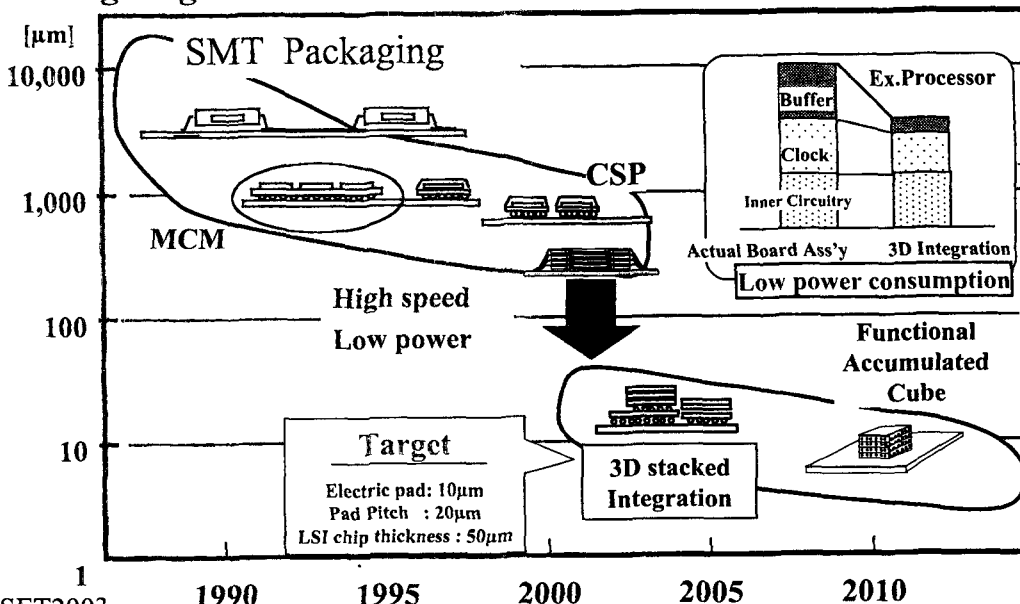 [μm]
10,000
1,000
100
10
1
1990
1995
2000
2005
2010
SMT Packaging
MCM
CSP
High speed
Low power
Ex.Processor
Buffer
Clock
Inner Circuitry
Actual Board Ass'y
3D Integration
Low power consumption
Functional
Accumulated
Cube
Target
Electric pad: 10μm
Pad Pitch : 20μm
LSI chip thickness : 50μm
3D stacked
Integration